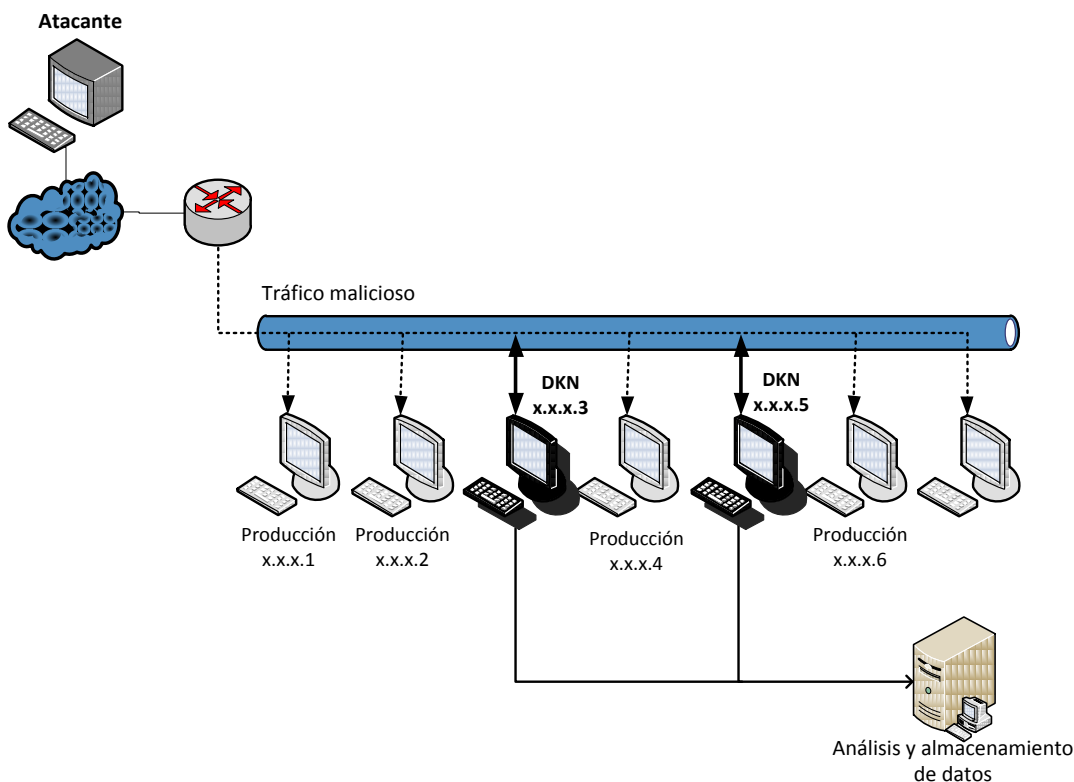 Atacante
Tráfico malicioso
DKN
x.x.x.3
DKN
x.x.x.5
Producción
x.x.x.1
Producción
x.x.x.2
Producción
x.x.x.4
Producción
x.x.x.6
Análisis y almacenamiento
de datos